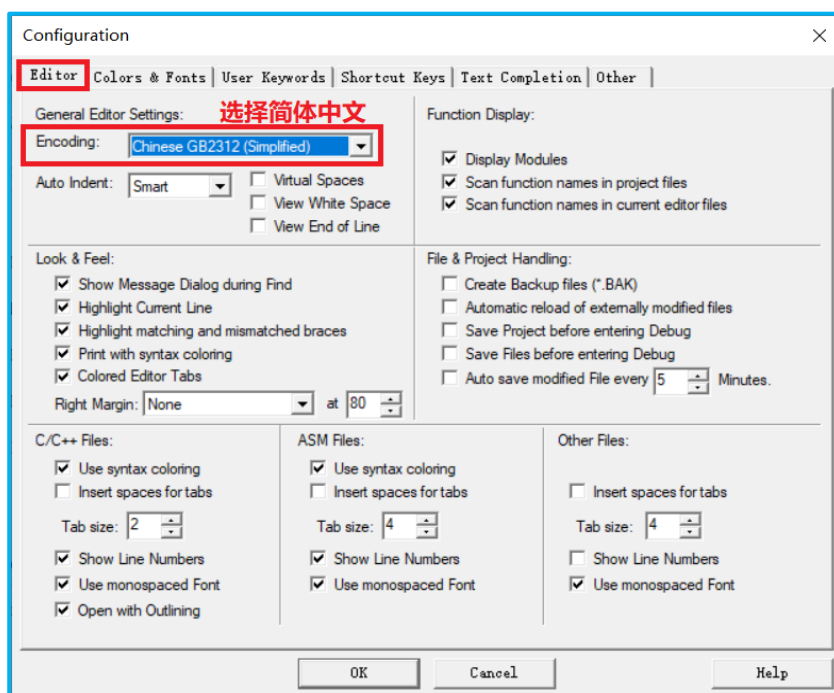 Configuration
Editor Colors & Fonts User Keywords Shortcut Keys Text Completion Other
General Editor Settings: 选择简体中文
Encoding: Chinese GB2312 (Simplified)
Auto Indent: Smart
Virtual Spaces
View White Space
View End of Line
Function Display:
Display Modules
Scan function names in project files
Scan function names in current editor files
Look & Feel:
Show Message Dialog during Find
Highlight Current Line
Highlight matching and mismatched braces
Print with syntax coloring
Colored Editor Tabs
Right Margin: None at 80
File & Project Handling:
Create Backup files (*.BAK)
Automatic reload of externally modified files
Save Project before entering Debug
Save Files before entering Debug
Auto save modified File every 5 Minutes.
C/C++ Files:
Use syntax coloring
Insert spaces for tabs
Tab size: 2
Show Line Numbers
Use monospaced Font
Open with Outlining
ASM Files:
Use syntax coloring
Insert spaces for tabs
Tab size: 4
Show Line Numbers
Use monospaced Font
Other Files:
Insert spaces for tabs
Tab size: 4
Show Line Numbers
Use monospaced Font
OK Cancel Help